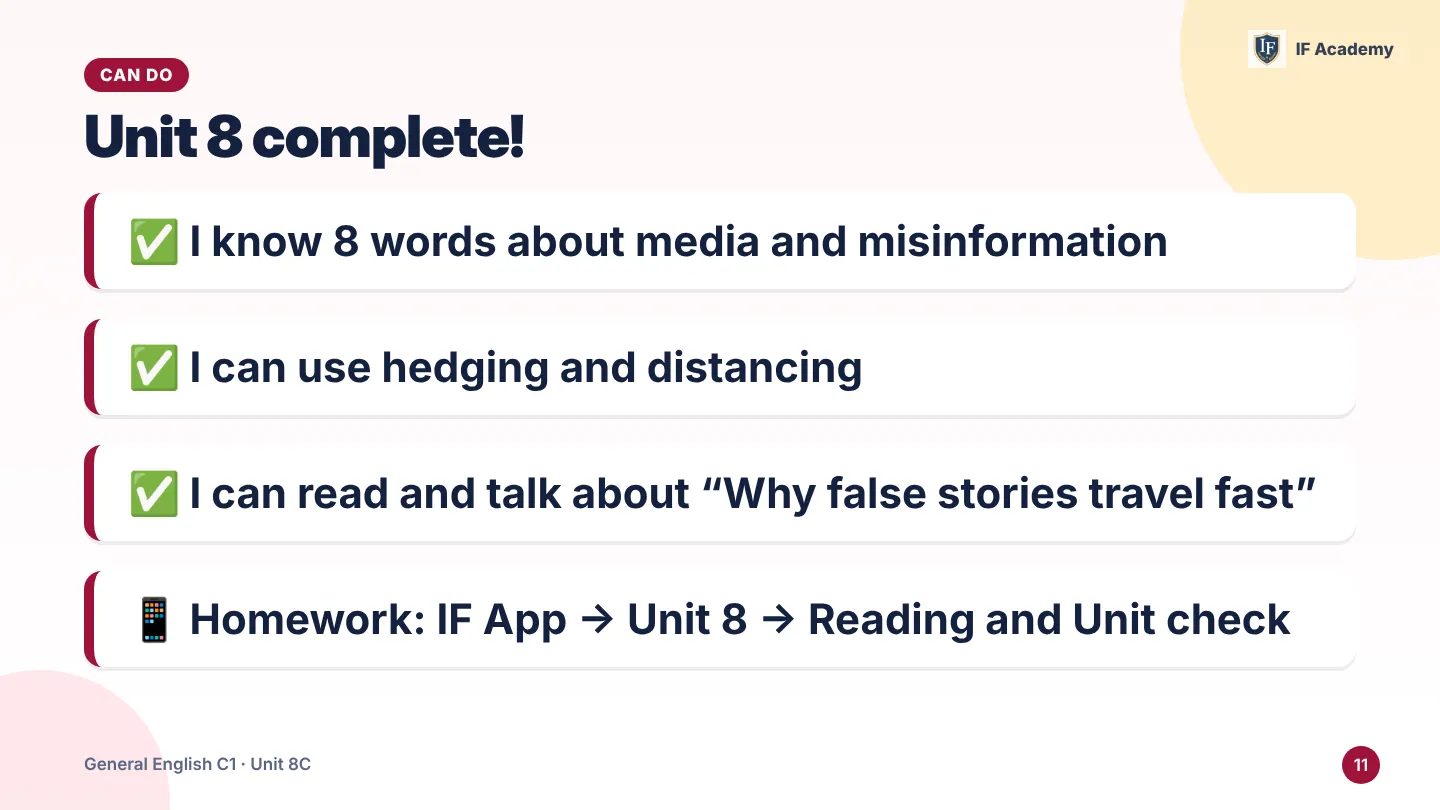 IF IF Academy
CAN DO
Unit 8 complete!
✅ I know 8 words about media and misinformation
✅ I can use hedging and distancing
✅ I can read and talk about “Why false stories travel fast”
📱 Homework: IF App → Unit 8 → Reading and Unit check
General English C1 · Unit 8C
11